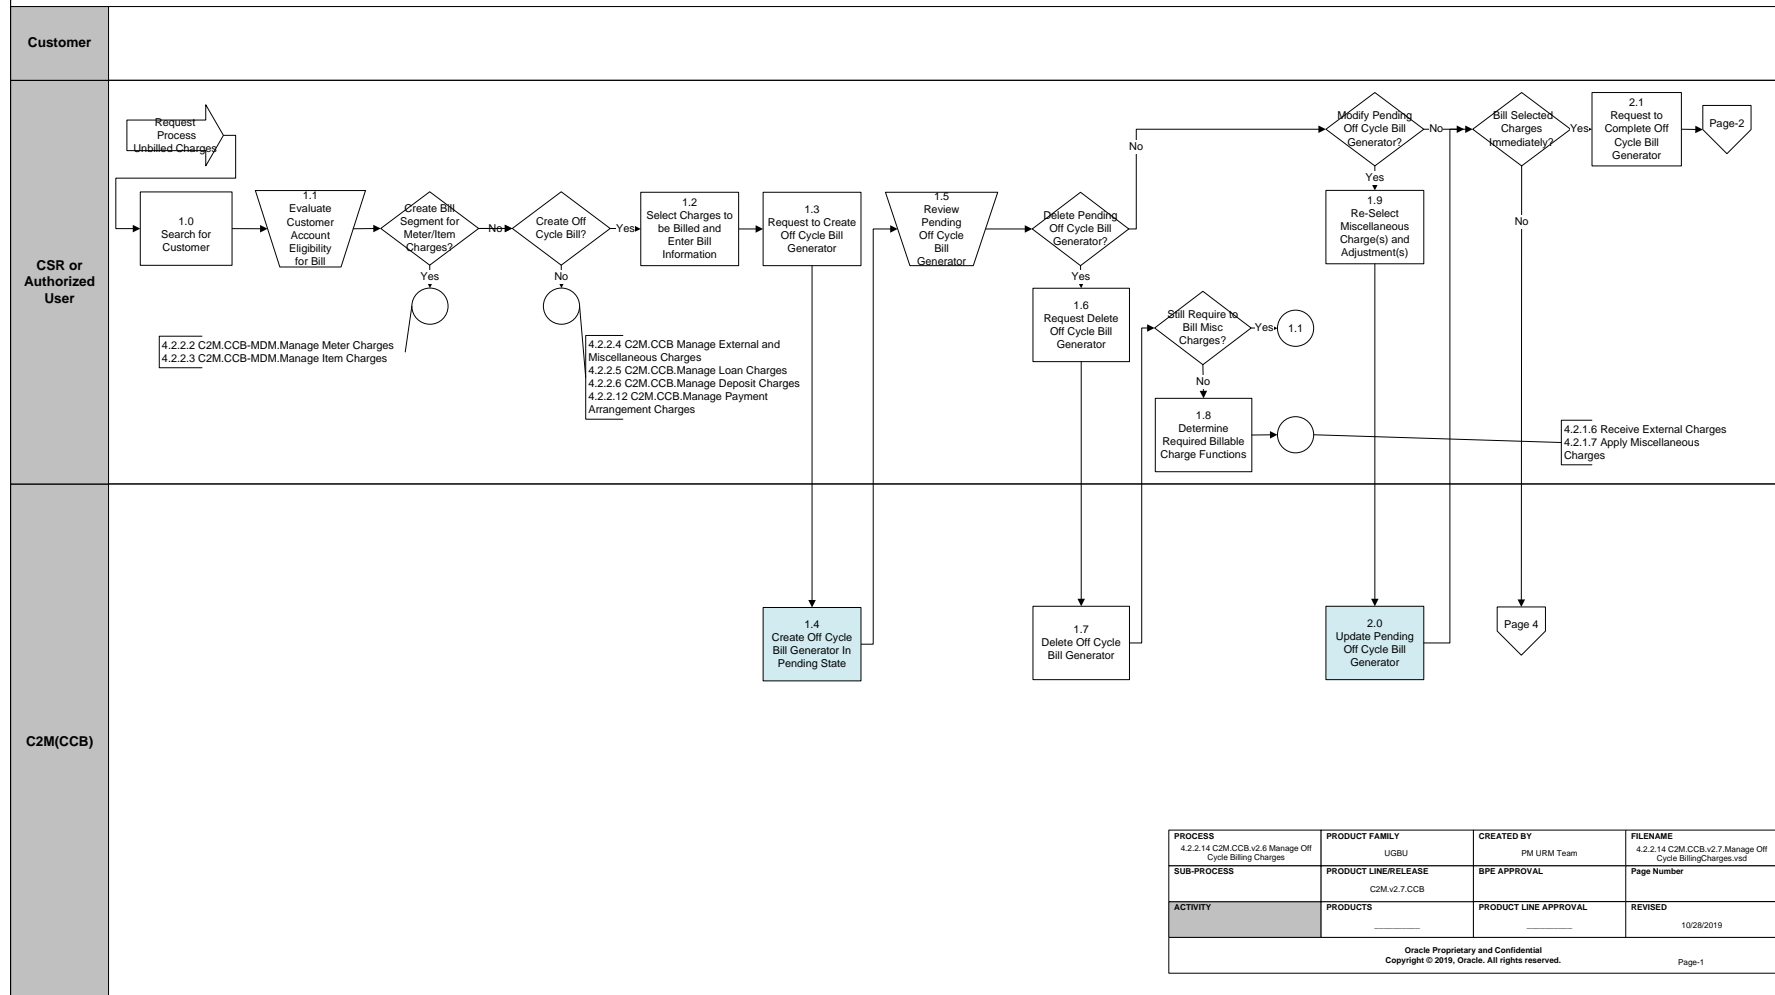 Customer
CSR or
Authorized
User
C2M(CCB)
Request
Process
Unbilled Charges
1.0
Search for
Customer
1.1
Evaluate
Customer
Account
Eligibility
for Bill
Create Bill
Segment for
Meter/Item
Charges?
No
Yes
4.2.2.2 C2M.CCB-MDM.Manage Meter Charges
4.2.2.3 C2M.CCB-MDM.Manage Item Charges
Create Off
Cycle Bill?
Yes
No
4.2.2.4 C2M.CCB Manage External and
Miscellaneous Charges
4.2.2.5 C2M.CCB.Manage Loan Charges
4.2.2.6 C2M.CCB.Manage Deposit Charges
4.2.2.12 C2M.CCB.Manage Payment
Arrangement Charges
1.2
Select Charges to
be Billed and
Enter Bill
Information
1.3
Request to Create
Off Cycle Bill
Generator
1.4
Create Off Cycle
Bill Generator In
Pending State
1.5
Review
Pending
Off Cycle
Bill
Generator
Delete Pending
Off Cycle Bill
Generator?
No
Yes
1.6
Request Delete
Off Cycle Bill
Generator
1.7
Delete Off Cycle
Bill Generator
Still Require to
Bill Misc
Charges?
Yes
1.1
No
1.8
Determine
Required Billable
Charge Functions
4.2.1.6 Receive External Charges
4.2.1.7 Apply Miscellaneous
Charges
Modify Pending
Off Cycle Bill
Generator?
No
Yes
1.9
Re-Select
Miscellaneous
Charge(s) and
Adjustment(s)
2.0
Update Pending
Off Cycle Bill
Generator
Bill Selected
Charges
Immediately?
Yes
No
Page 4
2.1
Request to
Complete Off
Cycle Bill
Generator
Page-2
PROCESS
4.2.2.14 C2M.CCB.v2.6 Manage Off
Cycle Billing Charges
PRODUCT FAMILY
UGBU
CREATED BY
PM URM Team
FILENAME
4.2.2.14 C2M.CCB.v2.7.Manage Off
Cycle BillingCharges.vsd
SUB-PROCESS
PRODUCT LINE/RELEASE
C2M.v2.7.CCB
BPE APPROVAL
Page Number
ACTIVITY
PRODUCTS
PRODUCT LINE APPROVAL
REVISED
10/28/2019
Oracle Proprietary and Confidential
Copyright © 2019, Oracle. All rights reserved.
Page-1